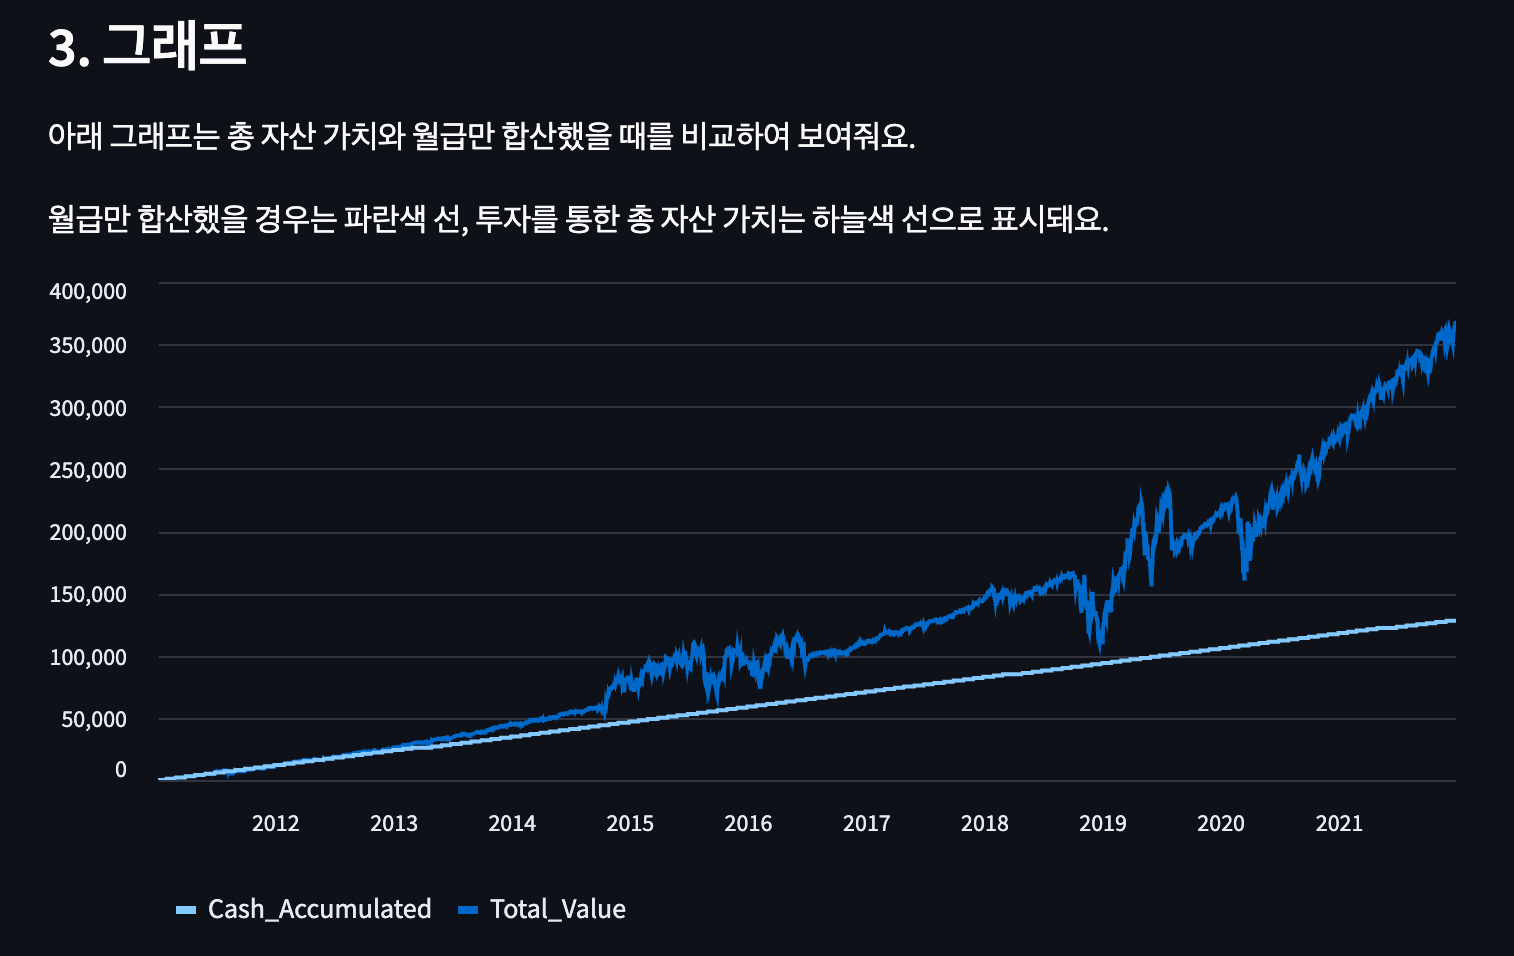 3. 그래프
아래 그래프는 총 자산 가치와 월급만 합산했을 때를 비교하여 보여줘요.
월급만 합산했을 경우는 파란색 선, 투자를 통한 총 자산 가치는 하늘색 선으로 표시돼요.
400,000
350,000
300,000
250,000
200,000
150,000
100,000
50,000
0
2012 2013 2014 2015 2016 2017 2018 2019 2020 2021
Cash_Accumulated Total_Value